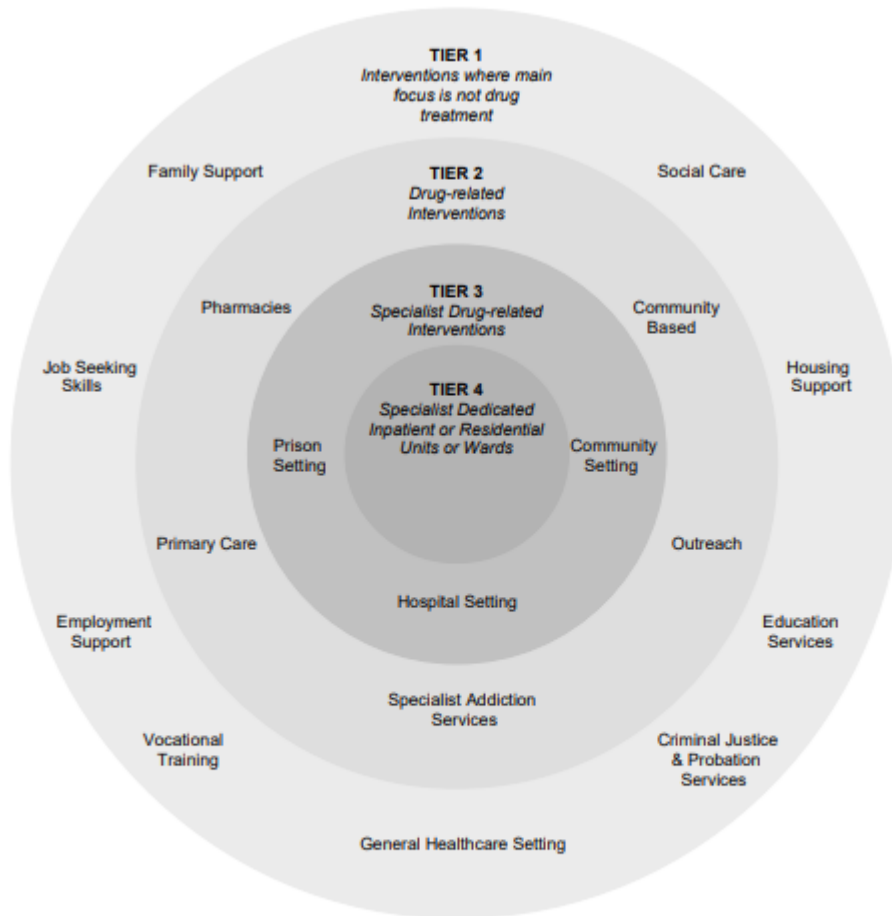 TIER 1
Interventions where main
focus is not drug
treatment
Family Support
Social Care
TIER 2
Drug-related
Interventions
Pharmacies
TIER 3
Specialist Drug-related
Interventions
Community
Based
Job Seeking
Skills
Housing
Support
TIER 4
Specialist Dedicated
Inpatient or Residential
Units or Wards
Prison
Setting
Community
Setting
Primary Care
Outreach
Hospital Setting
Employment
Support
Education
Services
Specialist Addiction
Services
Vocational
Training
Criminal Justice
& Probation
Services
General Healthcare Setting